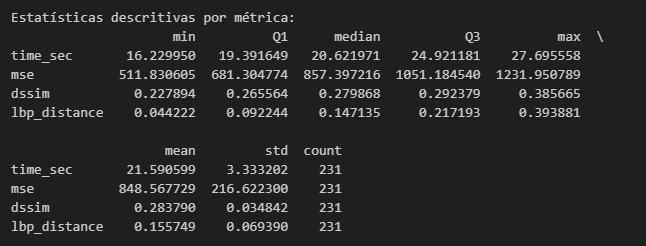 Estatísticas descritivas por métrica:
min Q1 median Q3 max \
time_sec 16.229950 19.391649 20.621971 24.921181 27.695558
mse 511.830605 681.304774 857.397216 1051.184540 1231.950789
dssim 0.227894 0.265564 0.279868 0.292379 0.385665
lbp_distance 0.044222 0.092244 0.147135 0.217193 0.393881
mean std count
time_sec 21.590599 3.333202 231
mse 848.567729 216.622300 231
dssim 0.283790 0.034842 231
lbp_distance 0.155749 0.069390 231